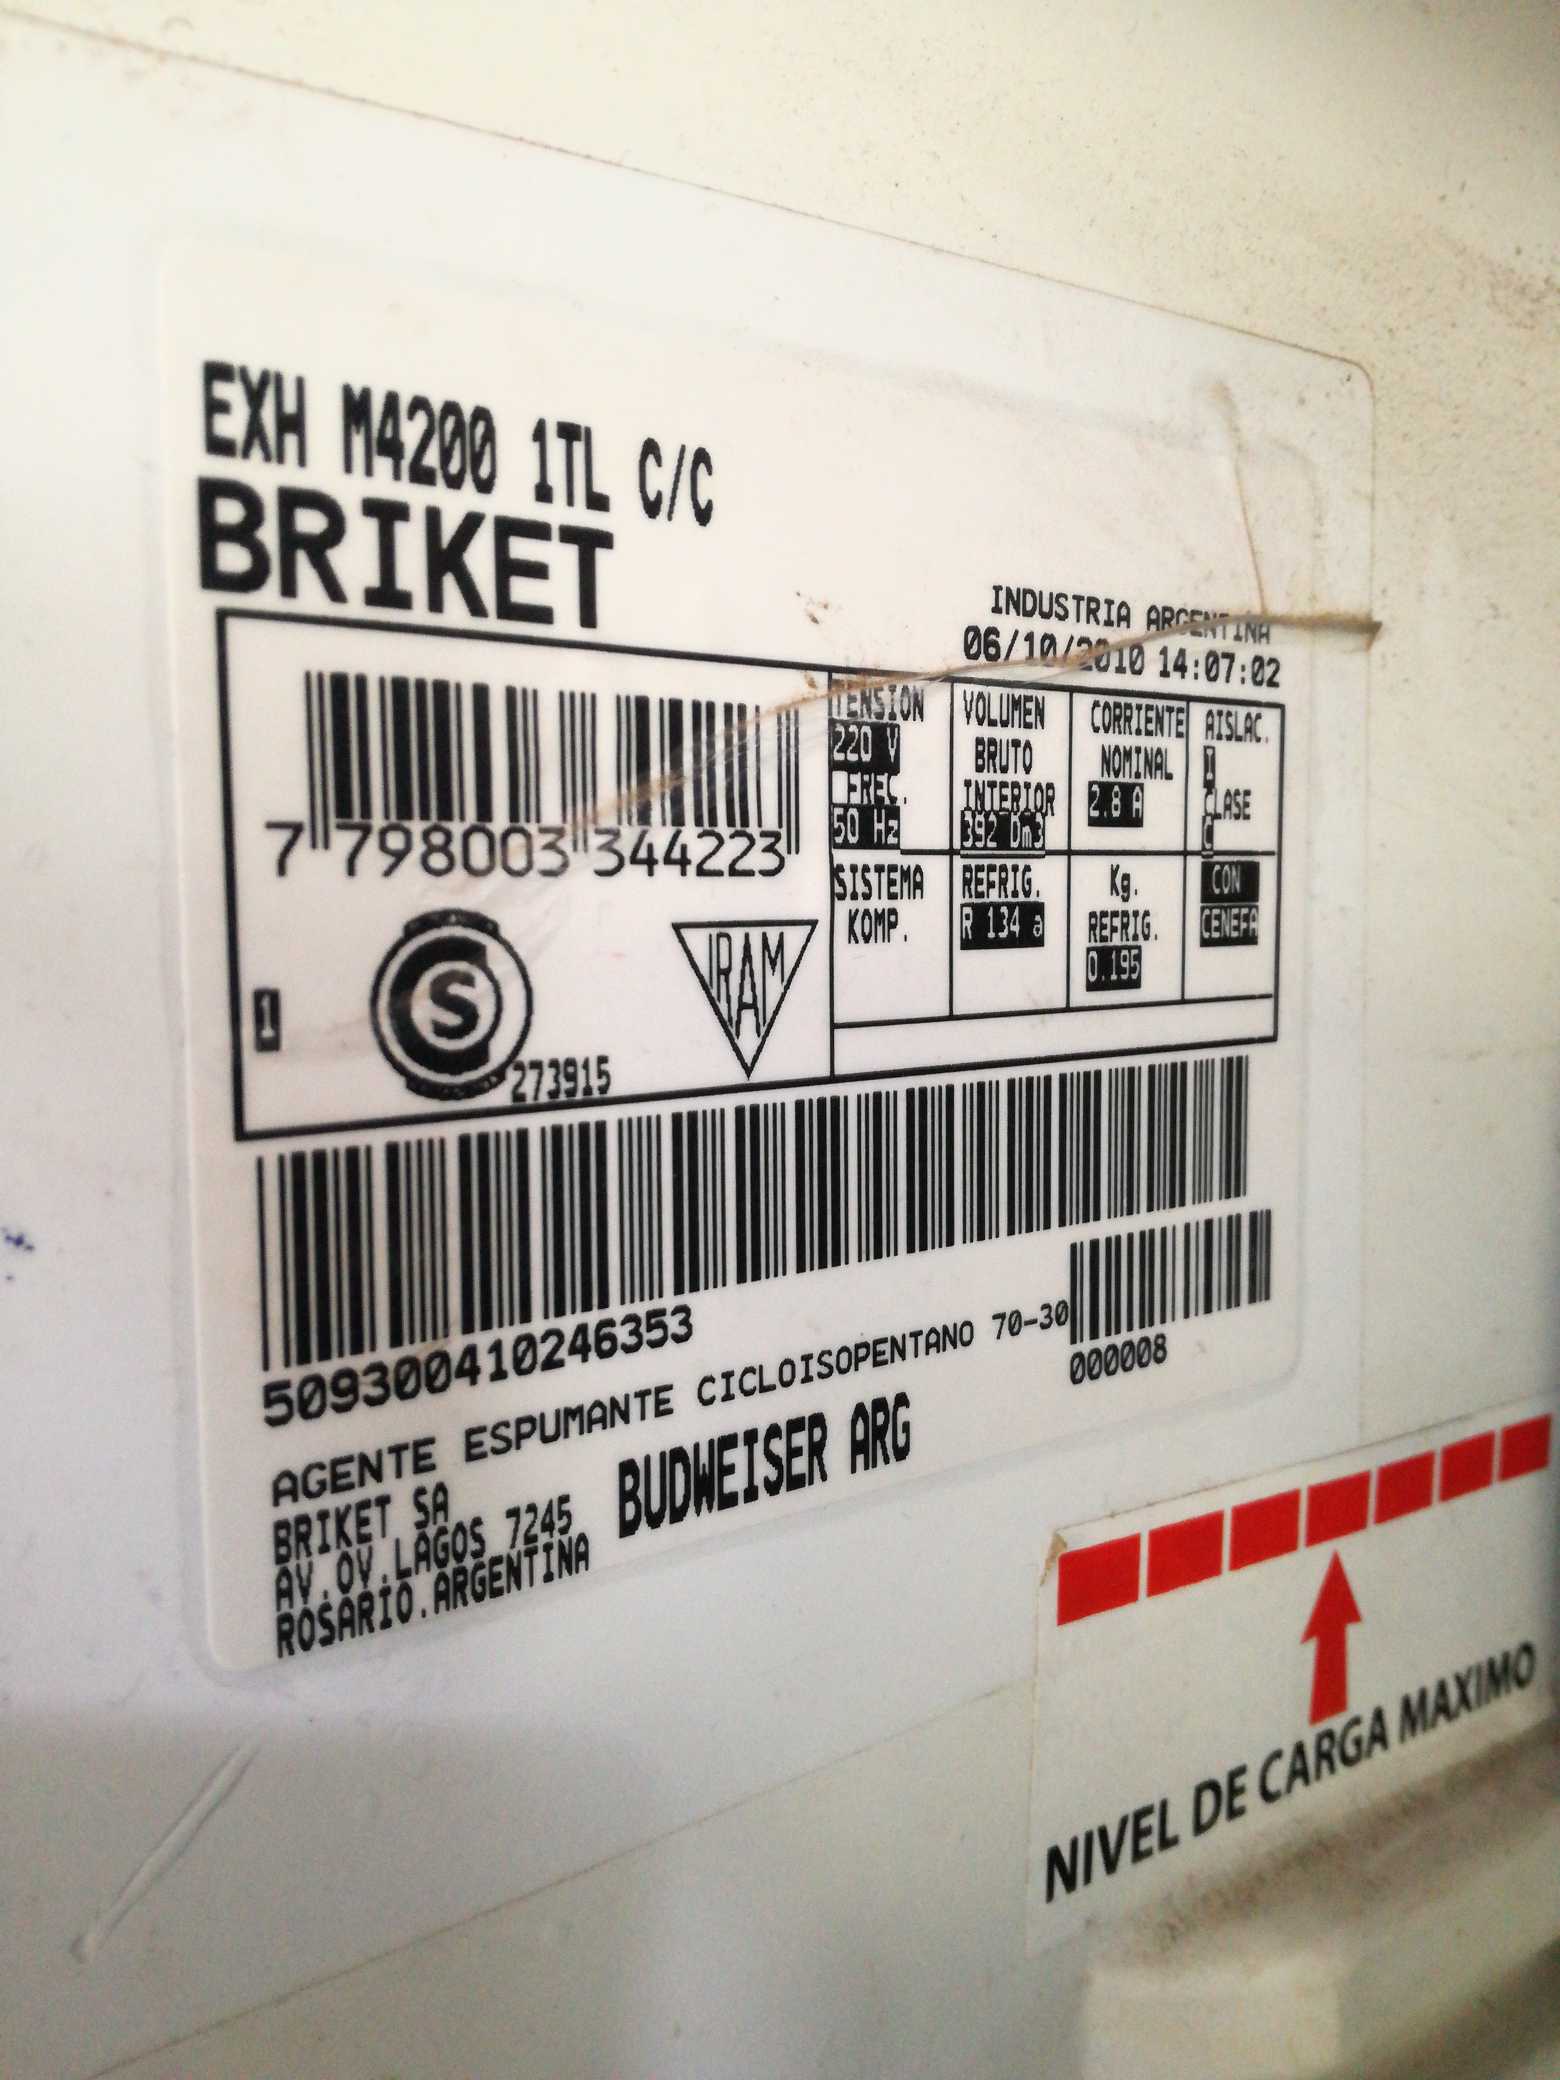 EXH M4200 1TL C/C
BRIKET
INDUSTRIA ARGENTINA
06/10/2010 14:07:02
7 798003 344223
TENSION
220 V
FREC.
50 Hz
VOLUMEN
BRUTO
INTERIOR
392 Dm3
CORRIENTE
NOMINAL
2.8 A
AISLAC.
I
CLASE
C
SISTEMA
KOMP.
REFRIG.
R 134 a
Kg.
REFRIG.
0.195
CON
CENEFA
1
S
273915
IRAM
509300410246353
000008
AGENTE ESPUMANTE CICLOISOPENTANO 70-30
BRIKET SA
AV.OV.LAGOS 7245
ROSARIO.ARGENTINA
BUDWEISER ARG
NIVEL DE CARGA MAXIMO